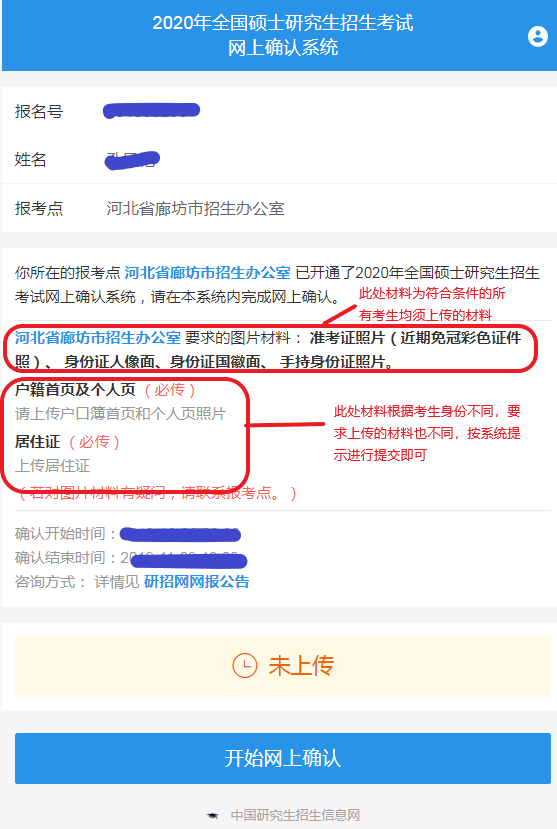 2020年全国硕士研究生招生考试
网上确认系统
报名号
姓名
报考点 河北省廊坊市招生办公室
你所在的报考点 河北省廊坊市招生办公室 已开通了2020年全国硕士研究生招生
考试网上确认系统，请在本系统内完成网上确认。
此处材料为符合条件的所
有考生均须上传的材料
河北省廊坊市招生办公室 要求的图片材料： 准考证照片（近期免冠彩色证件
照）、 身份证人像面、身份证国徽面、 手持身份证照片。
户籍首页及个人页（必传）
请上传户口簿首页和个人页照片
居住证（必传）
上传居住证
此处材料根据考生身份不同，要
求上传的材料也不同，按系统提
示进行提交即可
（若对图片材料有疑问，请联系报考点。）
确认开始时间：
确认结束时间：
咨询方式： 详情见 研招网网报公告
未上传
开始网上确认
中国研究生招生信息网